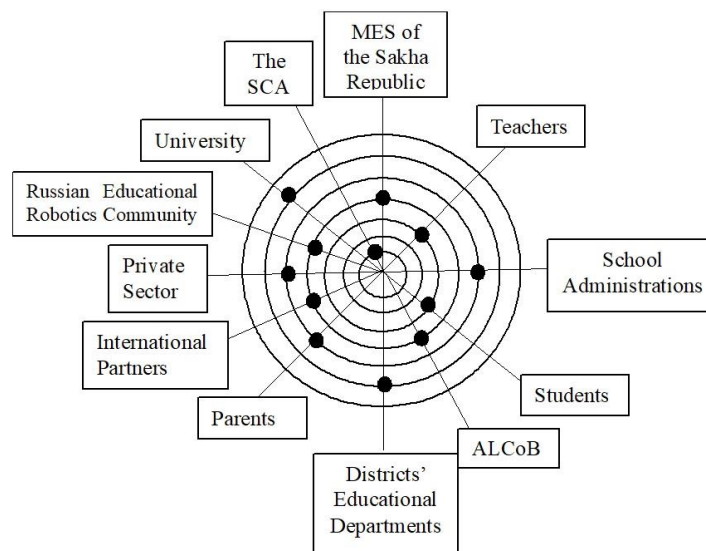 MES of
the Sakha
Republic
The
SCA
Teachers
University
Russian Educational
Robotics Community
Private
Sector
School
Administrations
International
Partners
Students
Parents
ALCoB
Districts’
Educational
Departments